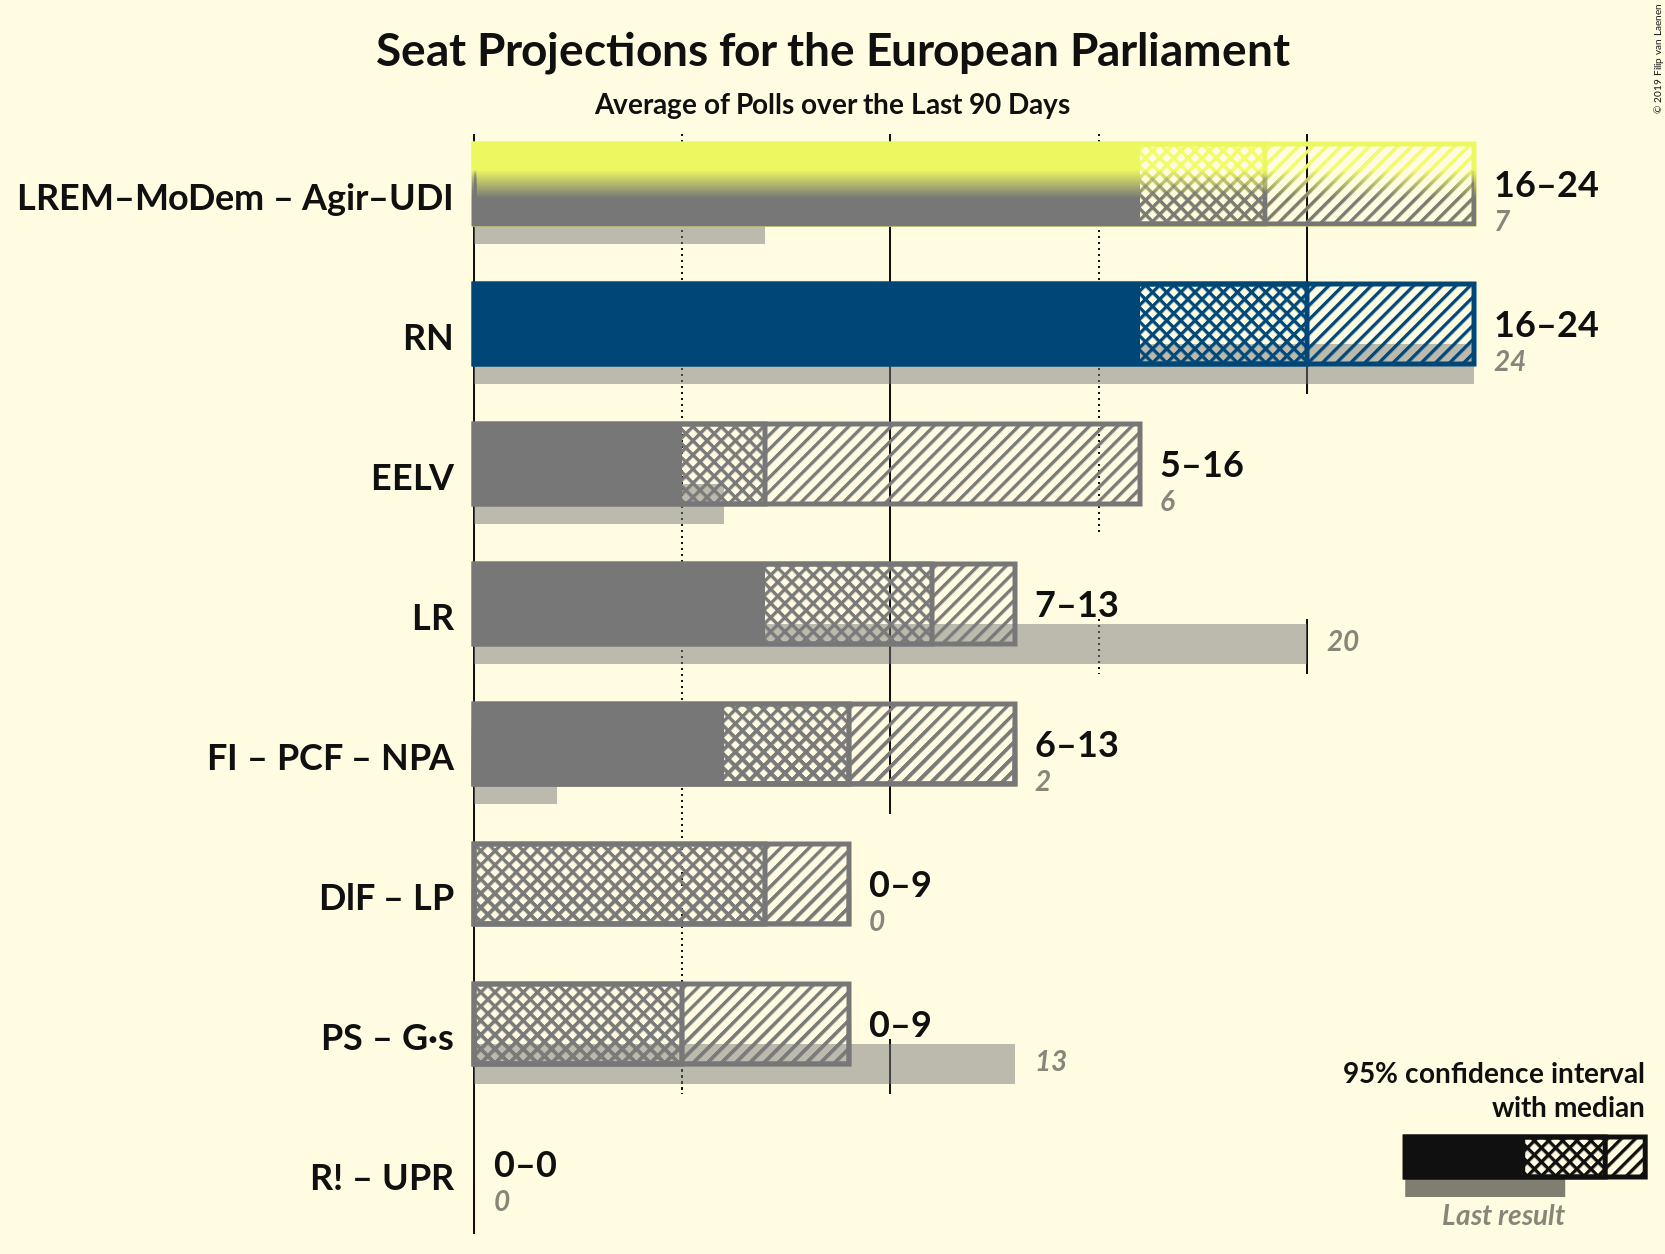 Seat Projections for the European Parliament
Average of Polls over the Last 90 Days
© 2019 Filip van Laenen
LREM–MoDem – Agir–UDI
16–24
7
RN
16–24
24
EELV
5–16
6
LR
7–13
20
FI – PCF – NPA
6–13
2
DlF – LP
0–9
0
PS – G·s
0–9
13
R! – UPR
0–0
0
95% confidence interval
with median
Last result